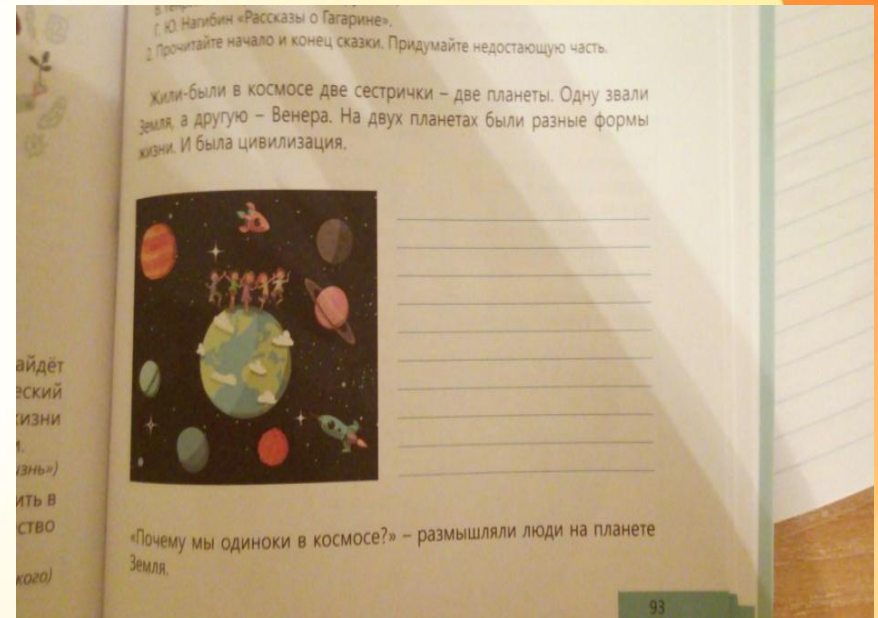 Г. Ю. Нагибин «Рассказы о Гагарине».
2. Прочитайте начало и конец сказки. Придумайте недостающую часть.
Жили-были в космосе две сестрички – две планеты. Одну звали
Земля, а другую – Венера. На двух планетах были разные формы
жизни. И была цивилизация.
«Почему мы одиноки в космосе?» – размышляли люди на планете
Земля.
93
айдёт
еский
изни
знь»)
ить в
ство
кого)